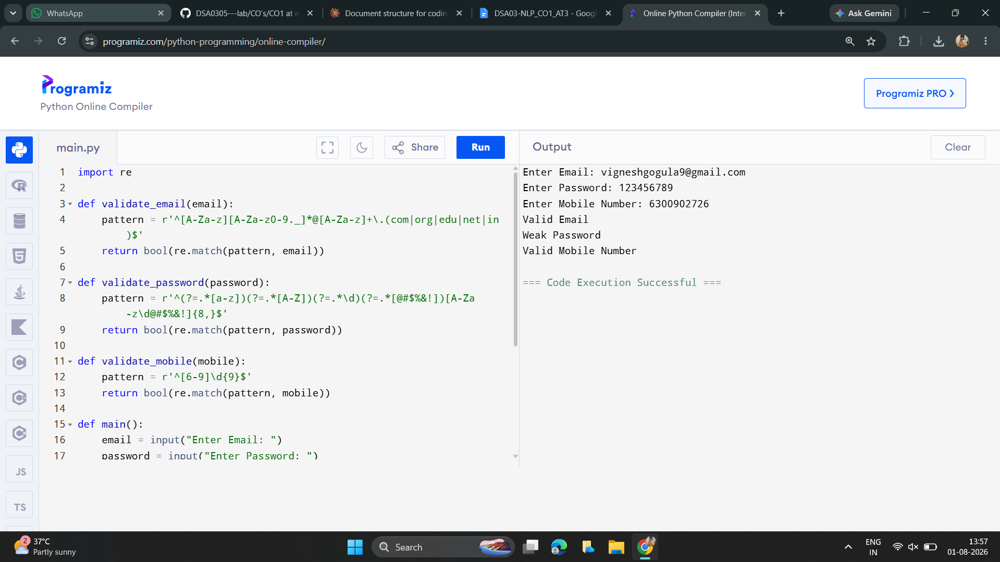 WhatsApp
DSA0305---lab/CO's/CO1 at m
Document structure for codin
DSA03-NLP_CO1_AT3 - Googl
Online Python Compiler (Inter
Ask Gemini
programiz.com/python-programming/online-compiler/
Programiz
Python Online Compiler
Programiz PRO
main.py
Share
Run
Output
Clear
1 import re
2
3 def validate_email(email):
4 pattern = r'^[A-Za-z][A-Za-z0-9._]*@[A-Za-z]+\.(com|org|edu|net|in
)$'
5 return bool(re.match(pattern, email))
6
7 def validate_password(password):
8 pattern = r'^(?=.*[a-z])(?=.*[A-Z])(?=.*\d)(?=.*[@#$%&!])[A-Za
-z\d@#$%&!]{8,}$'
9 return bool(re.match(pattern, password))
10
11 def validate_mobile(mobile):
12 pattern = r'^[6-9]\d{9}$'
13 return bool(re.match(pattern, mobile))
14
15 def main():
16 email = input("Enter Email: ")
17 password = input("Enter Password: ")
Enter Email: vigneshgogula9@gmail.com
Enter Password: 123456789
Enter Mobile Number: 6300902726
Valid Email
Weak Password
Valid Mobile Number
=== Code Execution Successful ===
R
5
C
C++
C#
JS
TS
2
37°C
Partly sunny
Search
ENG
IN
13:57
01-08-2026